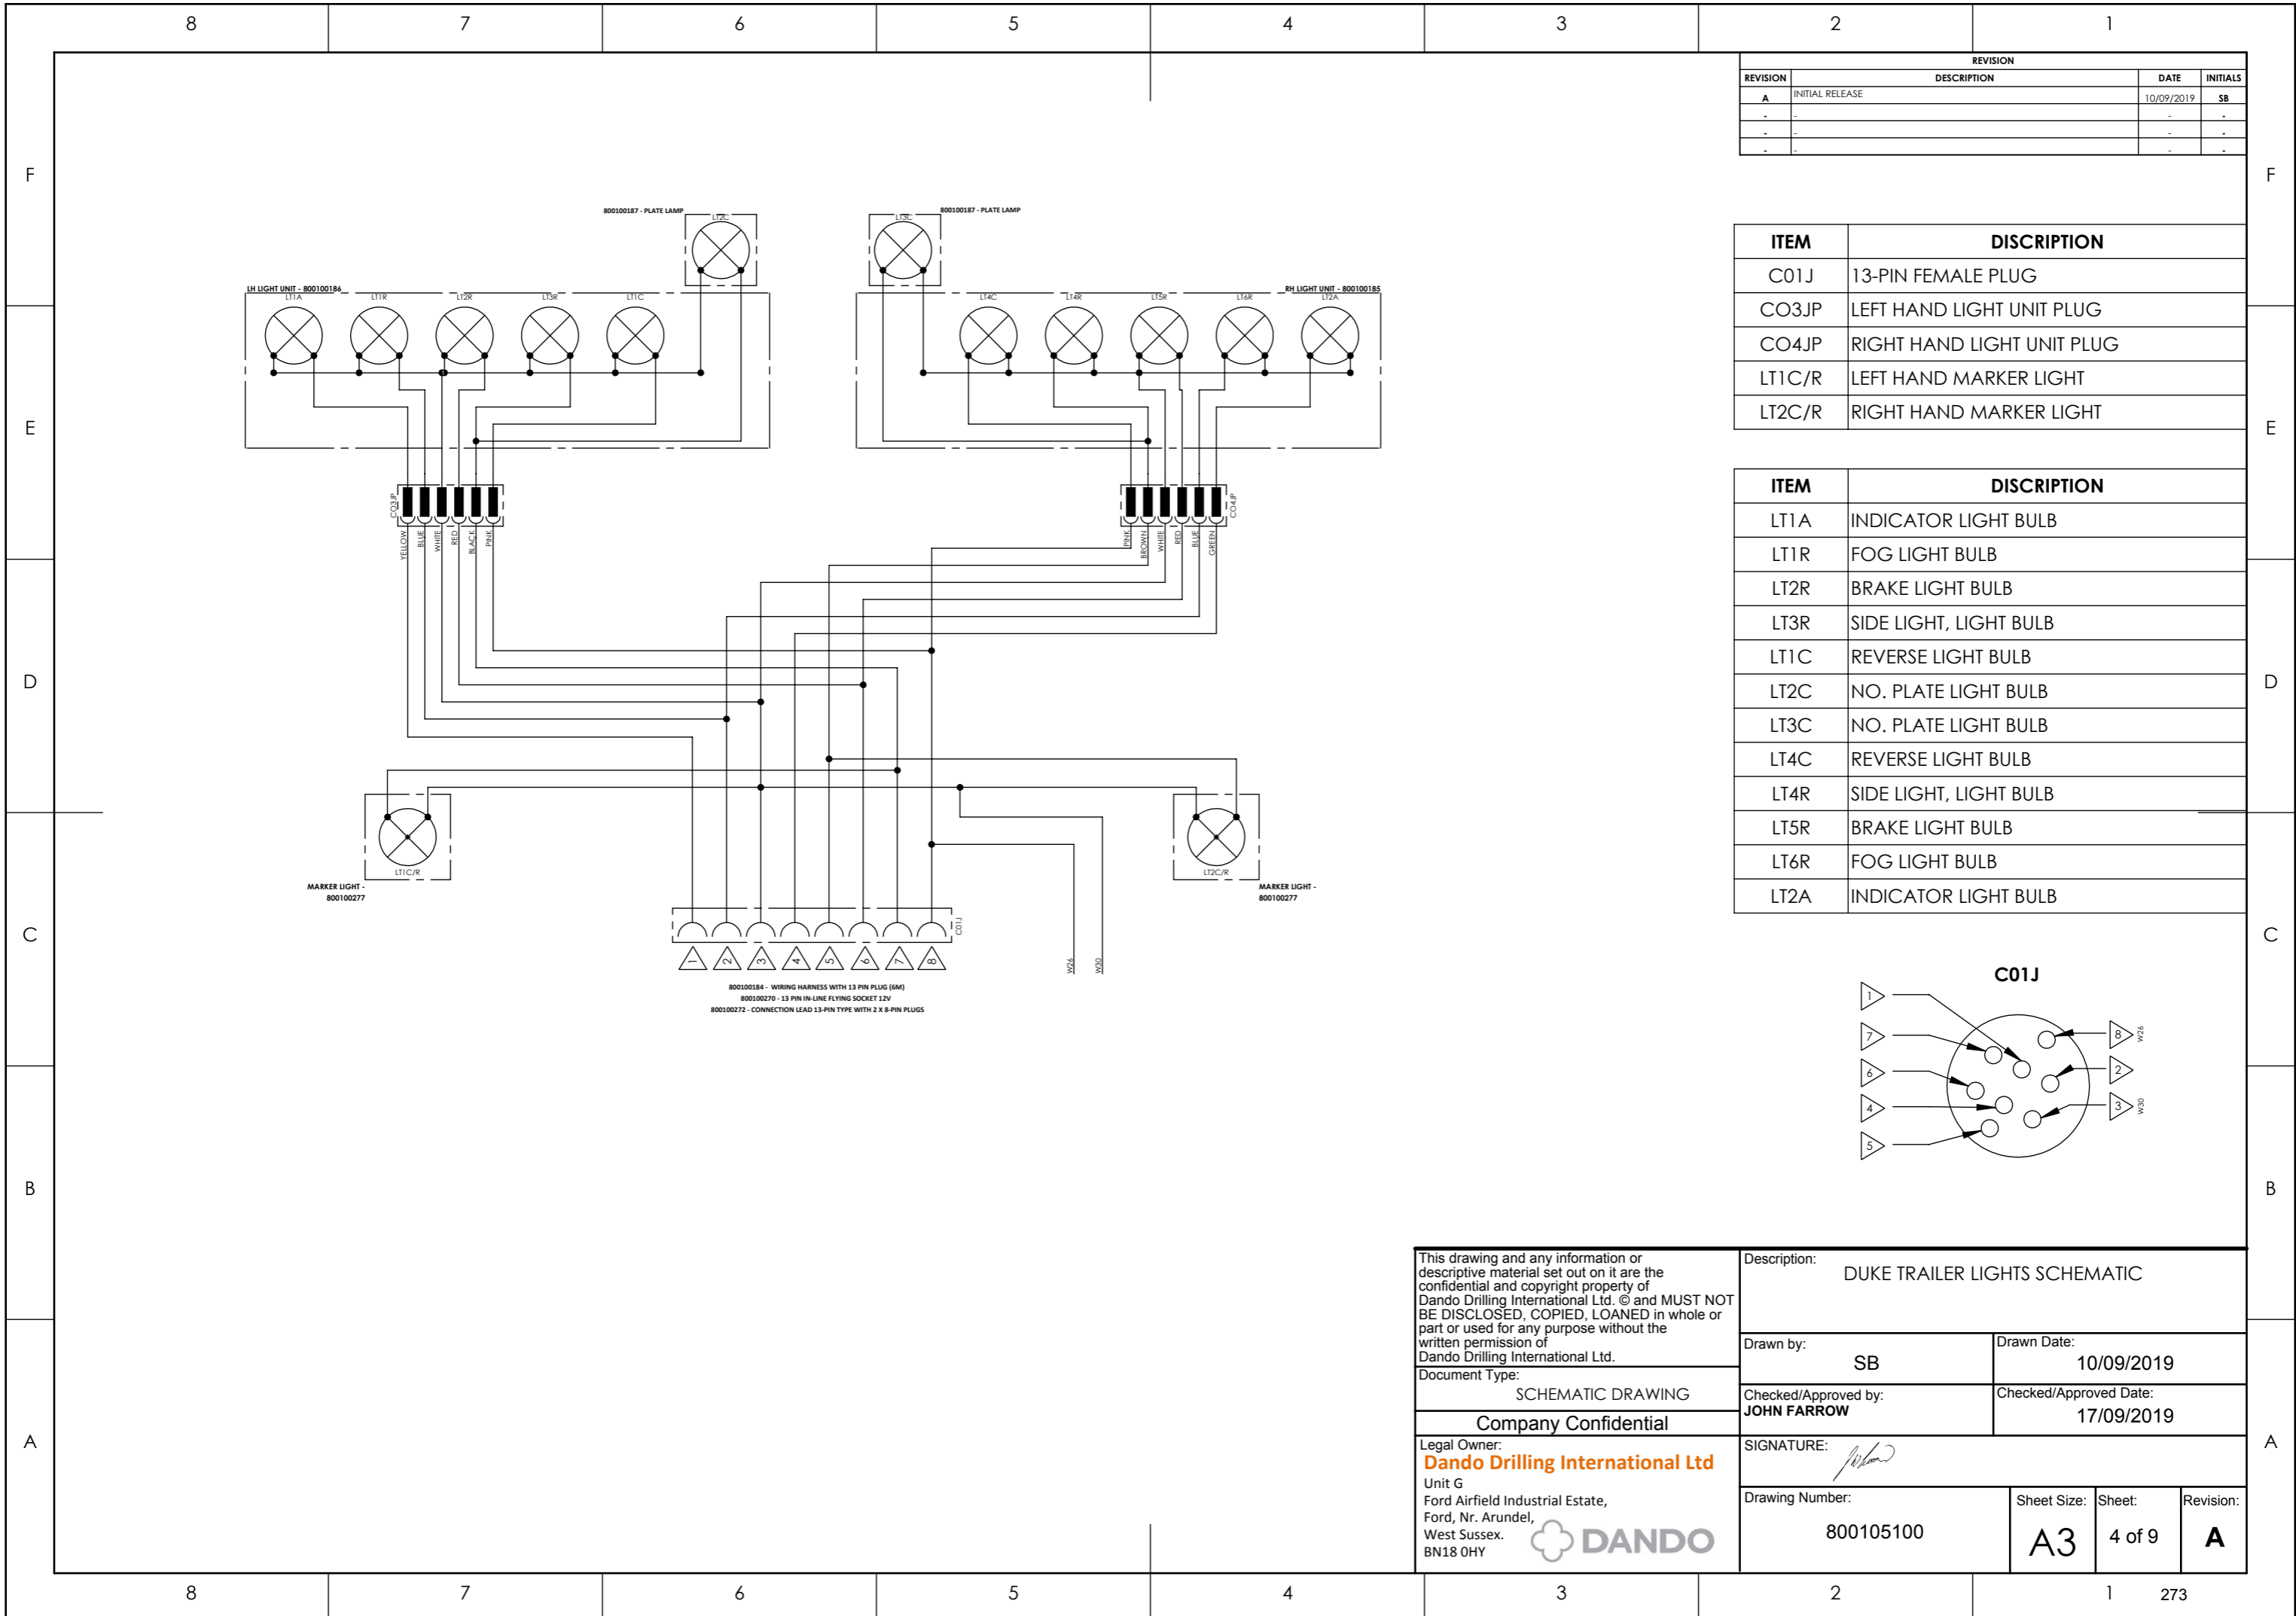 8 7 6 5 4 3 2 1
REVISION
REVISION DESCRIPTION DATE INITIALS
A INITIAL RELEASE 10/09/2019 SB
- - - -
- - - -
- - - -
F F
E E
D D
C C
B B
A A
800100187 - PLATE LAMP
LT2C
LT3C
800100187 - PLATE LAMP
LH LIGHT UNIT - 800100186
LT1A LT1R LT2R LT3R LT1C
RH LIGHT UNIT - 800100185
LT4C LT4R LT5R LT6R LT2A
CO3JP
YELLOW
BLUE
WHITE
RED
BLACK
PINK
CO4JP
PINK
BROWN
WHITE
RED
BLUE
GREEN
LT1C/R
MARKER LIGHT -
800100277
LT2C/R
MARKER LIGHT -
800100277
C01J
1 2 3 4 5 6 7 8
W26
W30
800100184 - WIRING HARNESS WITH 13 PIN PLUG (6M)
800100270 - 13 PIN IN-LINE FLYING SOCKET 12V
800100272 - CONNECTION LEAD 13-PIN TYPE WITH 2 X 8-PIN PLUGS
ITEM DISCRIPTION
C01J 13-PIN FEMALE PLUG
CO3JP LEFT HAND LIGHT UNIT PLUG
CO4JP RIGHT HAND LIGHT UNIT PLUG
LT1C/R LEFT HAND MARKER LIGHT
LT2C/R RIGHT HAND MARKER LIGHT
ITEM DISCRIPTION
LT1A INDICATOR LIGHT BULB
LT1R FOG LIGHT BULB
LT2R BRAKE LIGHT BULB
LT3R SIDE LIGHT, LIGHT BULB
LT1C REVERSE LIGHT BULB
LT2C NO. PLATE LIGHT BULB
LT3C NO. PLATE LIGHT BULB
LT4C REVERSE LIGHT BULB
LT4R SIDE LIGHT, LIGHT BULB
LT5R BRAKE LIGHT BULB
LT6R FOG LIGHT BULB
LT2A INDICATOR LIGHT BULB
C01J
1
7
6
4
5
8 W26
2
3 W30
This drawing and any information or
descriptive material set out on it are the
confidential and copyright property of
Dando Drilling International Ltd. © and MUST NOT
BE DISCLOSED, COPIED, LOANED in whole or
part or used for any purpose without the
written permission of
Dando Drilling International Ltd.
Document Type:
SCHEMATIC DRAWING
Company Confidential
Legal Owner:
Dando Drilling International Ltd
Unit G
Ford Airfield Industrial Estate,
Ford, Nr. Arundel,
West Sussex.
BN18 0HY
DANDO
Description:
DUKE TRAILER LIGHTS SCHEMATIC
Drawn by:
SB
Drawn Date:
10/09/2019
Checked/Approved by:
JOHN FARROW
Checked/Approved Date:
17/09/2019
SIGNATURE:
Drawing Number:
800105100
Sheet Size:
A3
Sheet:
4 of 9
Revision:
A
8 7 6 5 4 3 2 1
273